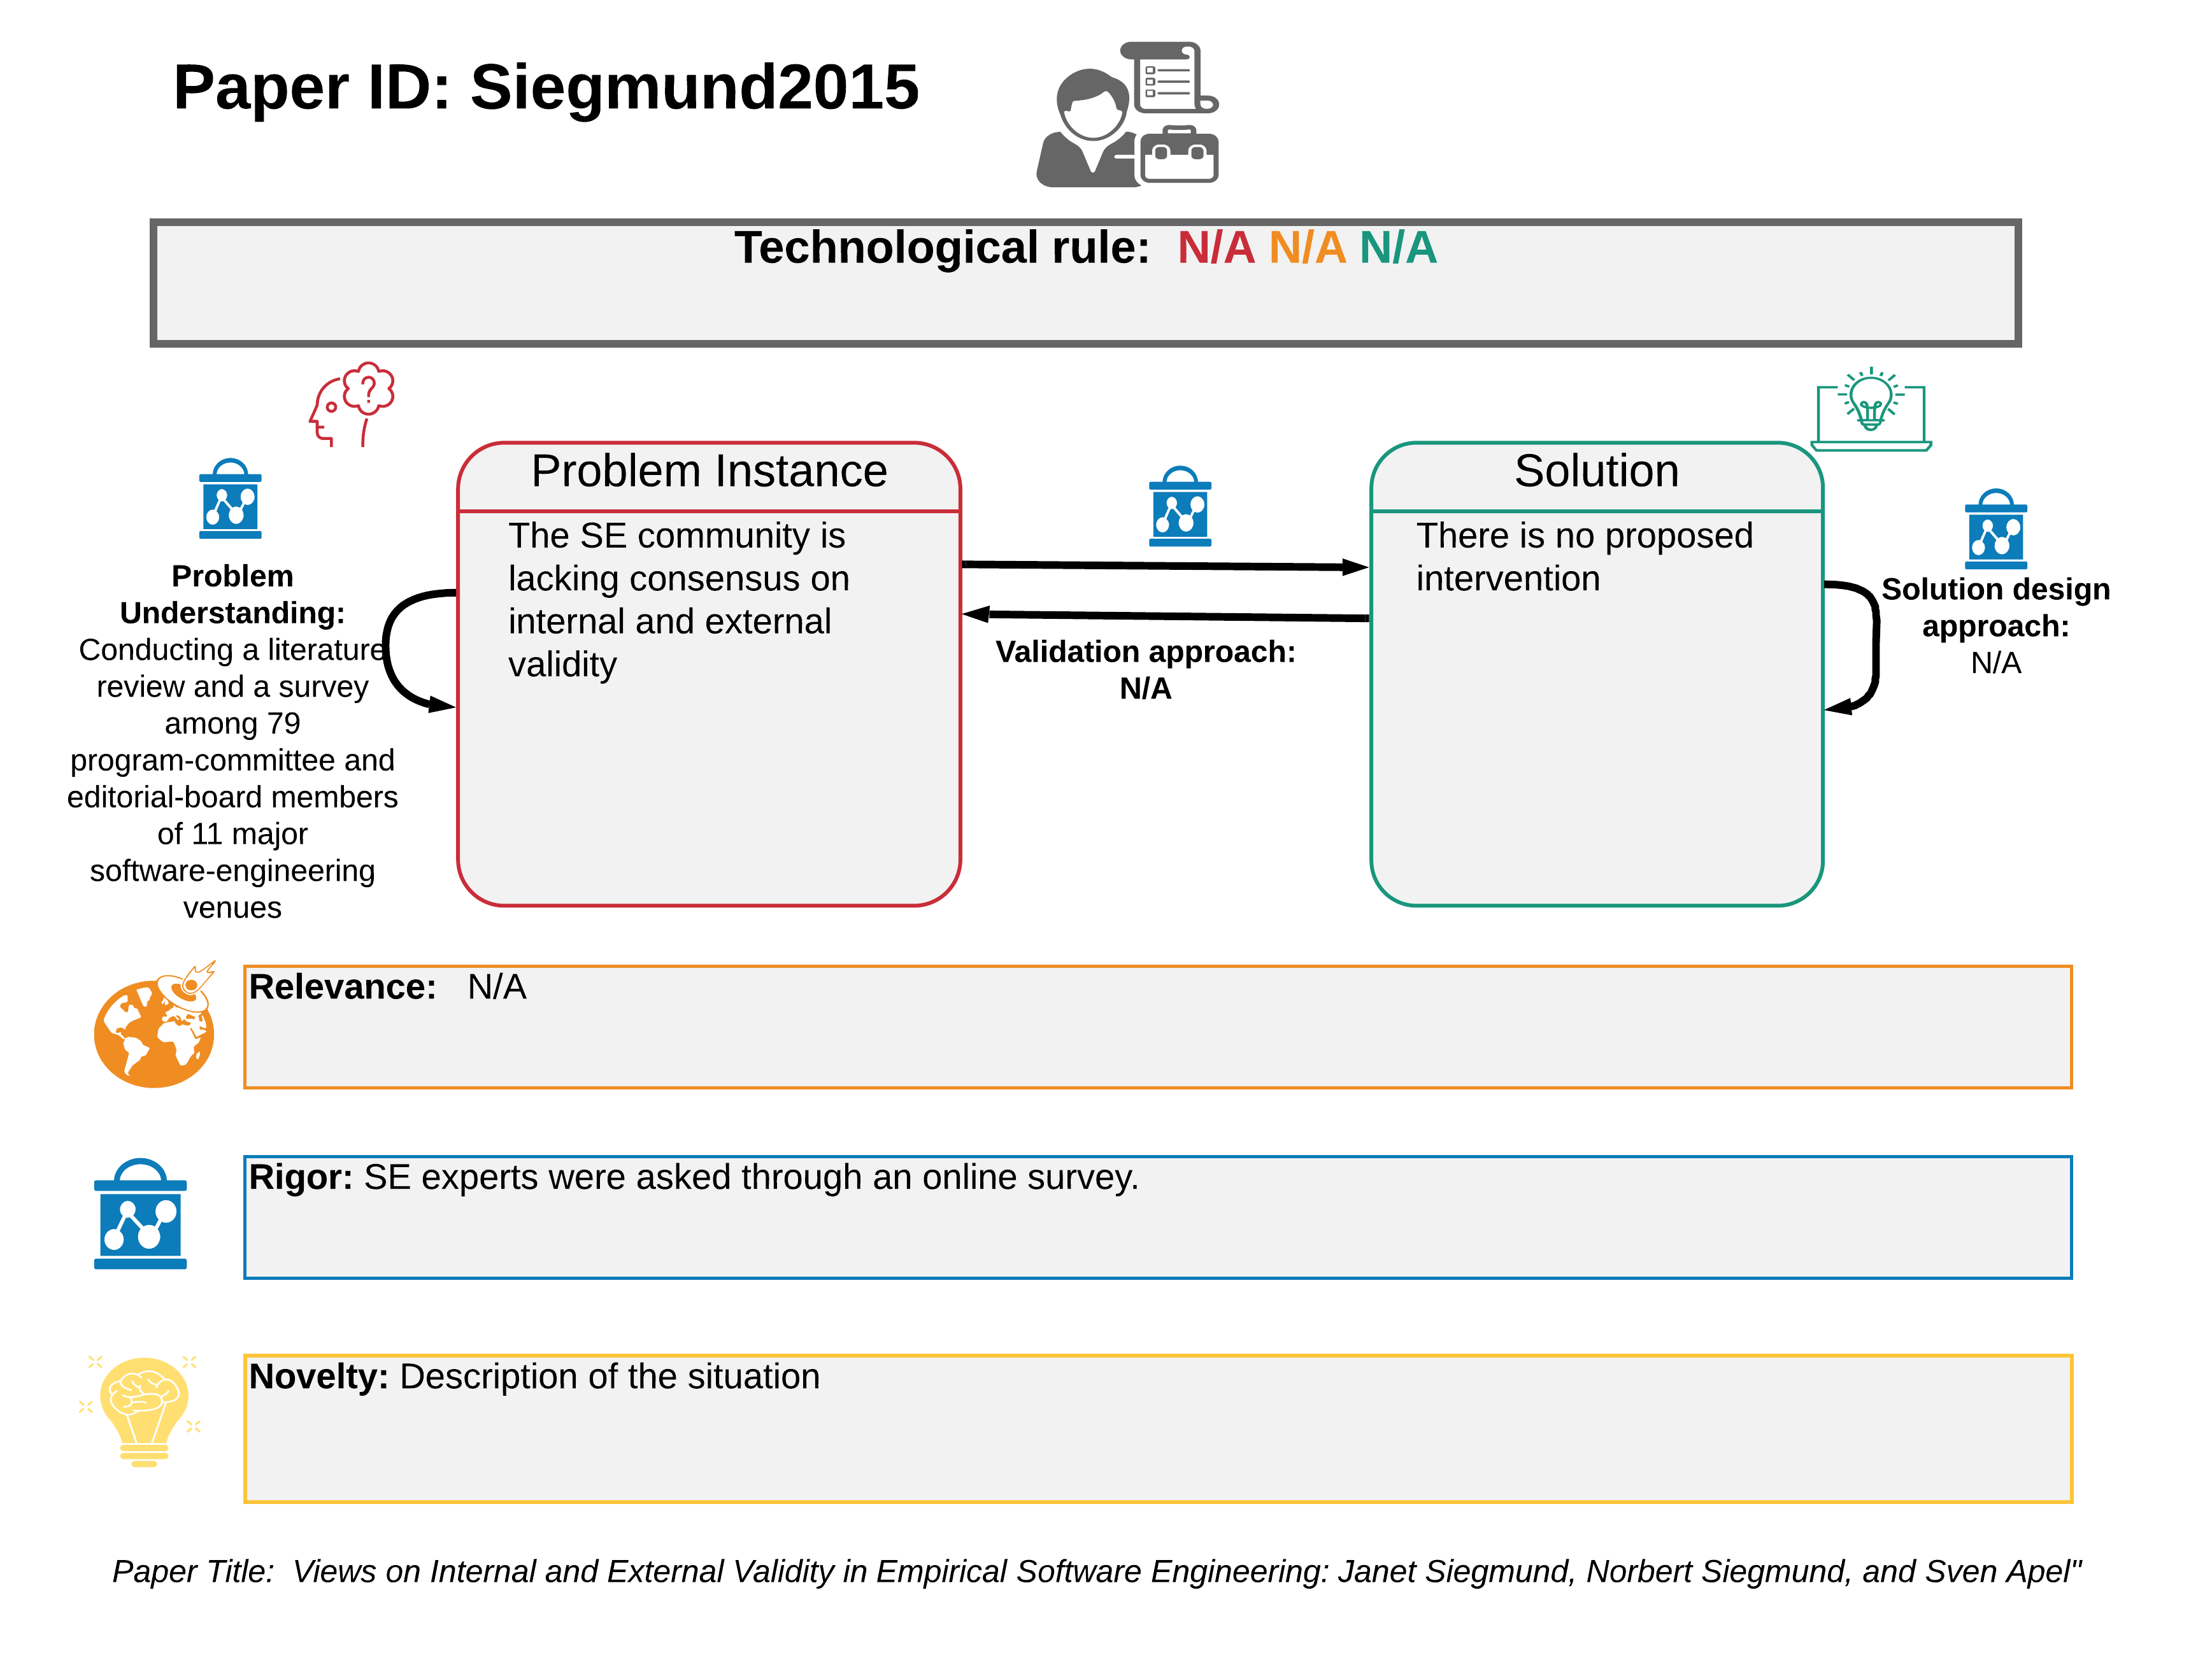 Paper ID: Siegmund2015
Technological rule: N/A N/A N/A
Problem
Understanding:
Conducting a literature
review and a survey
among 79
program-committee and
editorial-board members
of 11 major
software-engineering
venues
Problem Instance
The SE community is
lacking consensus on
internal and external
validity
Validation approach:
N/A
Solution
There is no proposed
intervention
Solution design
approach:
N/A
Relevance: N/A
Rigor: SE experts were asked through an online survey.
Novelty: Description of the situation
Paper Title: Views on Internal and External Validity in Empirical Software Engineering: Janet Siegmund, Norbert Siegmund, and Sven Apel"